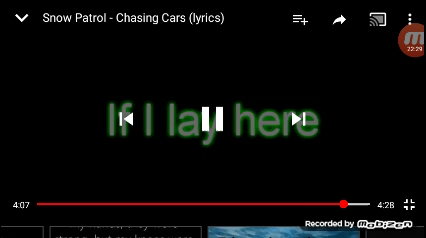 Snow Patrol - Chasing Cars (lyrics)
22:29
If I lay here
4:07
4:28
Recorded by Mobizen